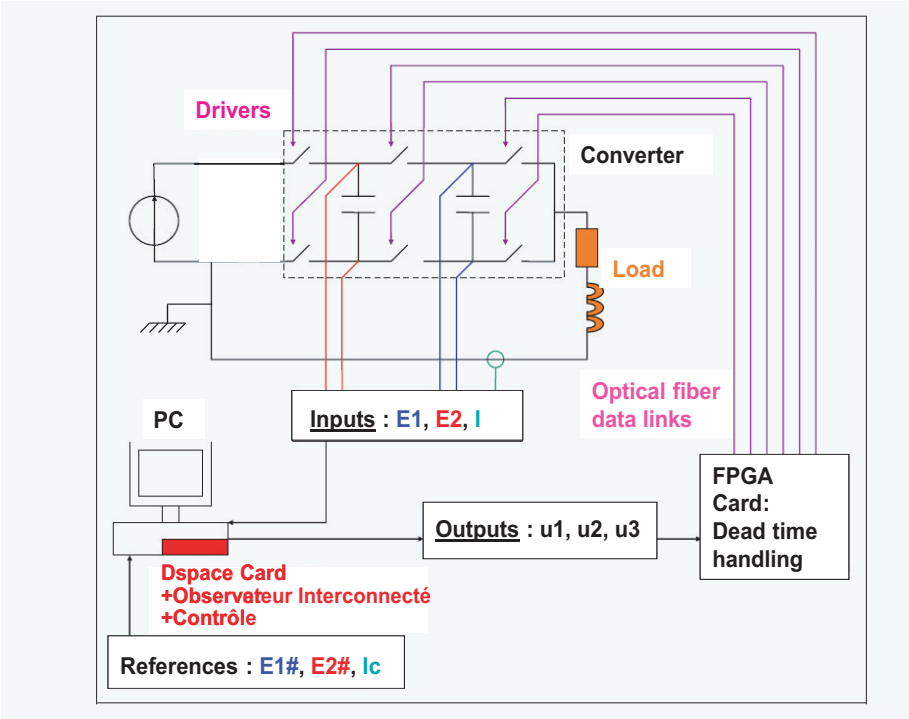 Drivers
Converter
Load
Optical fiber
data links
PC
Inputs : E1, E2, I
FPGA
Card:
Dead time
handling
Outputs : u1, u2, u3
Dspace Card
+Observateur Interconnecté
+Contrôle
References : E1#, E2#, Ic